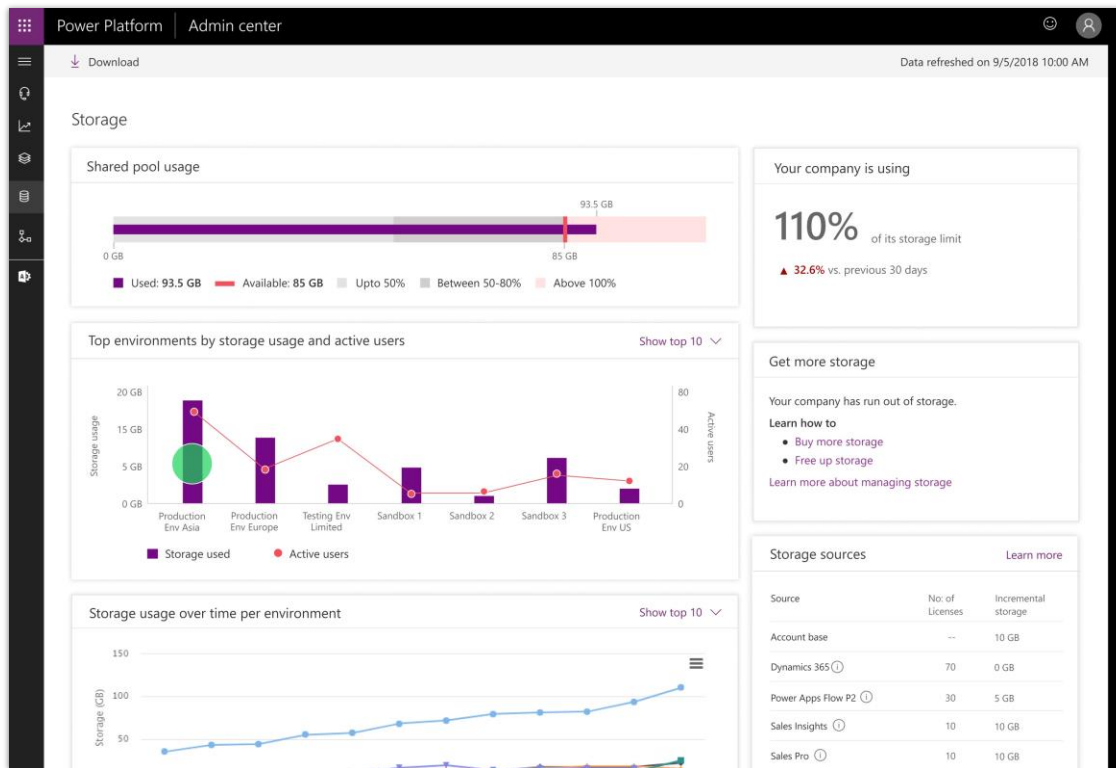 Power Platform Admin center
Download
Data refreshed on 9/5/2018 10:00 AM
Storage
Shared pool usage
93.5 GB
0 GB
85 GB
Used: 93.5 GB
Available: 85 GB
Upto 50%
Between 50-80%
Above 100%
Your company is using
110% of its storage limit
32.6% vs. previous 30 days
Top environments by storage usage and active users
Show top 10
20 GB
15 GB
5 GB
0 GB
Storage usage
80
40
20
0
Active users
Production Env Asia
Production Env Europe
Testing Env Limited
Sandbox 1
Sandbox 2
Sandbox 3
Production Env US
Storage used
Active users
Get more storage
Your company has run out of storage.
Learn how to
Buy more storage
Free up storage
Learn more about managing storage
Storage usage over time per environment
Show top 10
150
100
50
Storage (GB)
Storage sources
Learn more
Source No: of Licenses Incremental storage
Account base -- 10 GB
Dynamics 365 70 0 GB
Power Apps Flow P2 30 5 GB
Sales Insights 10 10 GB
Sales Pro 10 10 GB